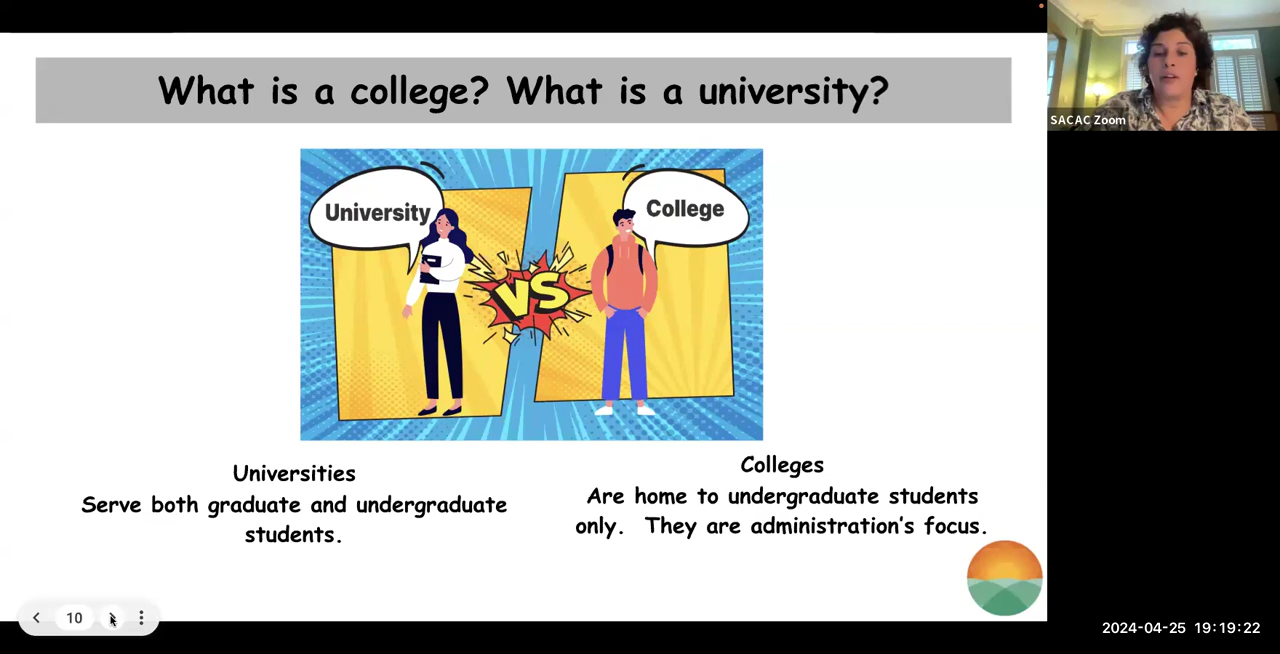 What is a college? What is a university?
SACAC Zoom
University
College
VS
Universities
Serve both graduate and undergraduate
students.
Colleges
Are home to undergraduate students
only. They are administration's focus.
10
2024-04-25 19:19:22